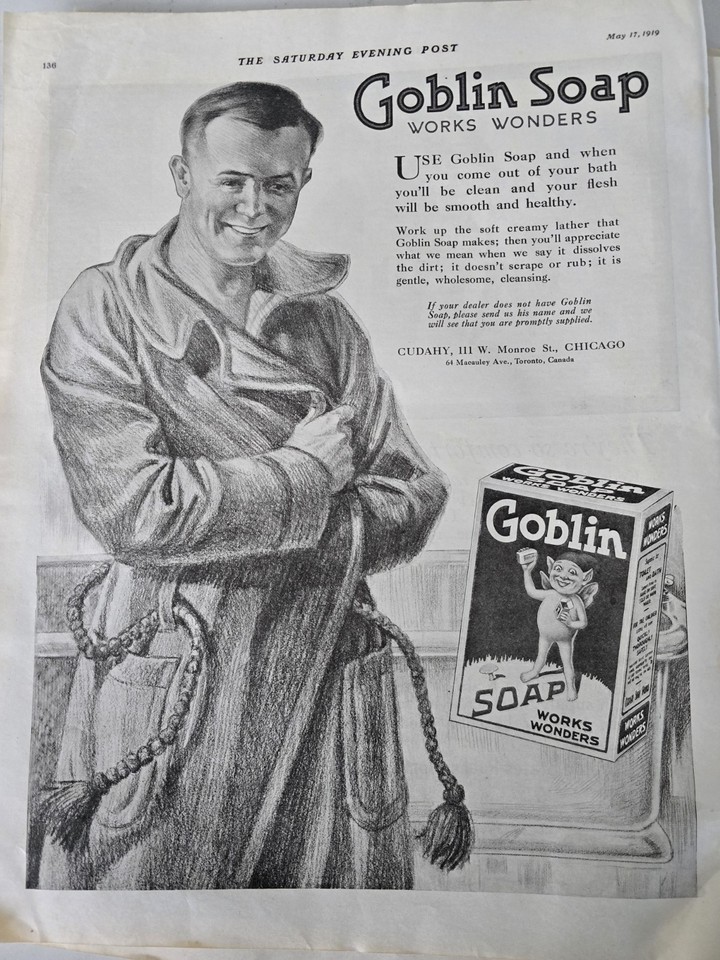 136
THE SATURDAY EVENING POST
May 17, 1919
Goblin Soap
WORKS WONDERS
USE Goblin Soap and when
you come out of your bath
you'll be clean and your flesh
will be smooth and healthy.
Work up the soft creamy lather that
Goblin Soap makes; then you'll appreciate
what we mean when we say it dissolves
the dirt; it doesn't scrape or rub; it is
gentle, wholesome, cleansing.
If your dealer does not have Goblin
Soap, please send us his name and we
will see that you are promptly supplied.
CUDAHY, 111 W. Monroe St., CHICAGO
64 Macauley Ave., Toronto, Canada
Goblin
SOAP
WORKS WONDERS
Goblin
SOAP
WORKS
WONDERS
WORKS
WONDERS
TOILET
WORKS
WONDERS